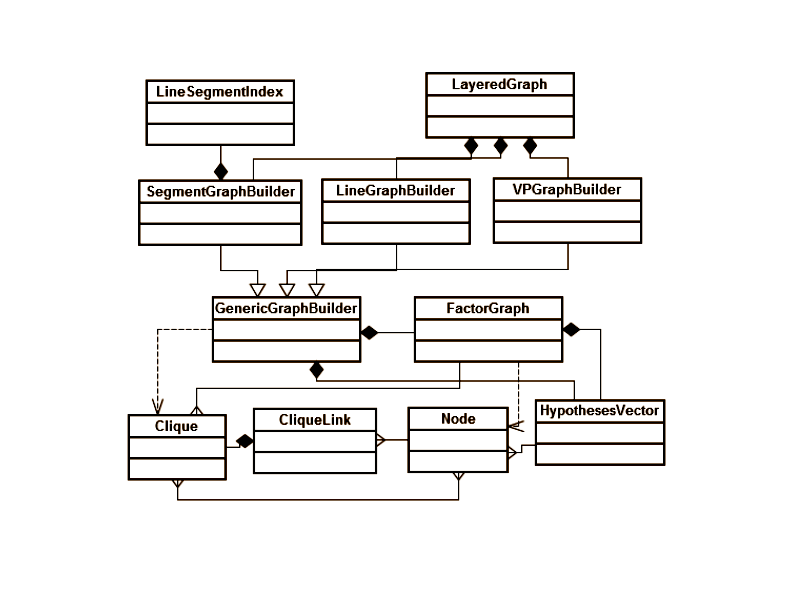 LineSegmentIndex
LayeredGraph
SegmentGraphBuilder
LineGraphBuilder
VPGraphBuilder
GenericGraphBuilder
FactorGraph
Clique
CliqueLink
Node
HypothesesVector